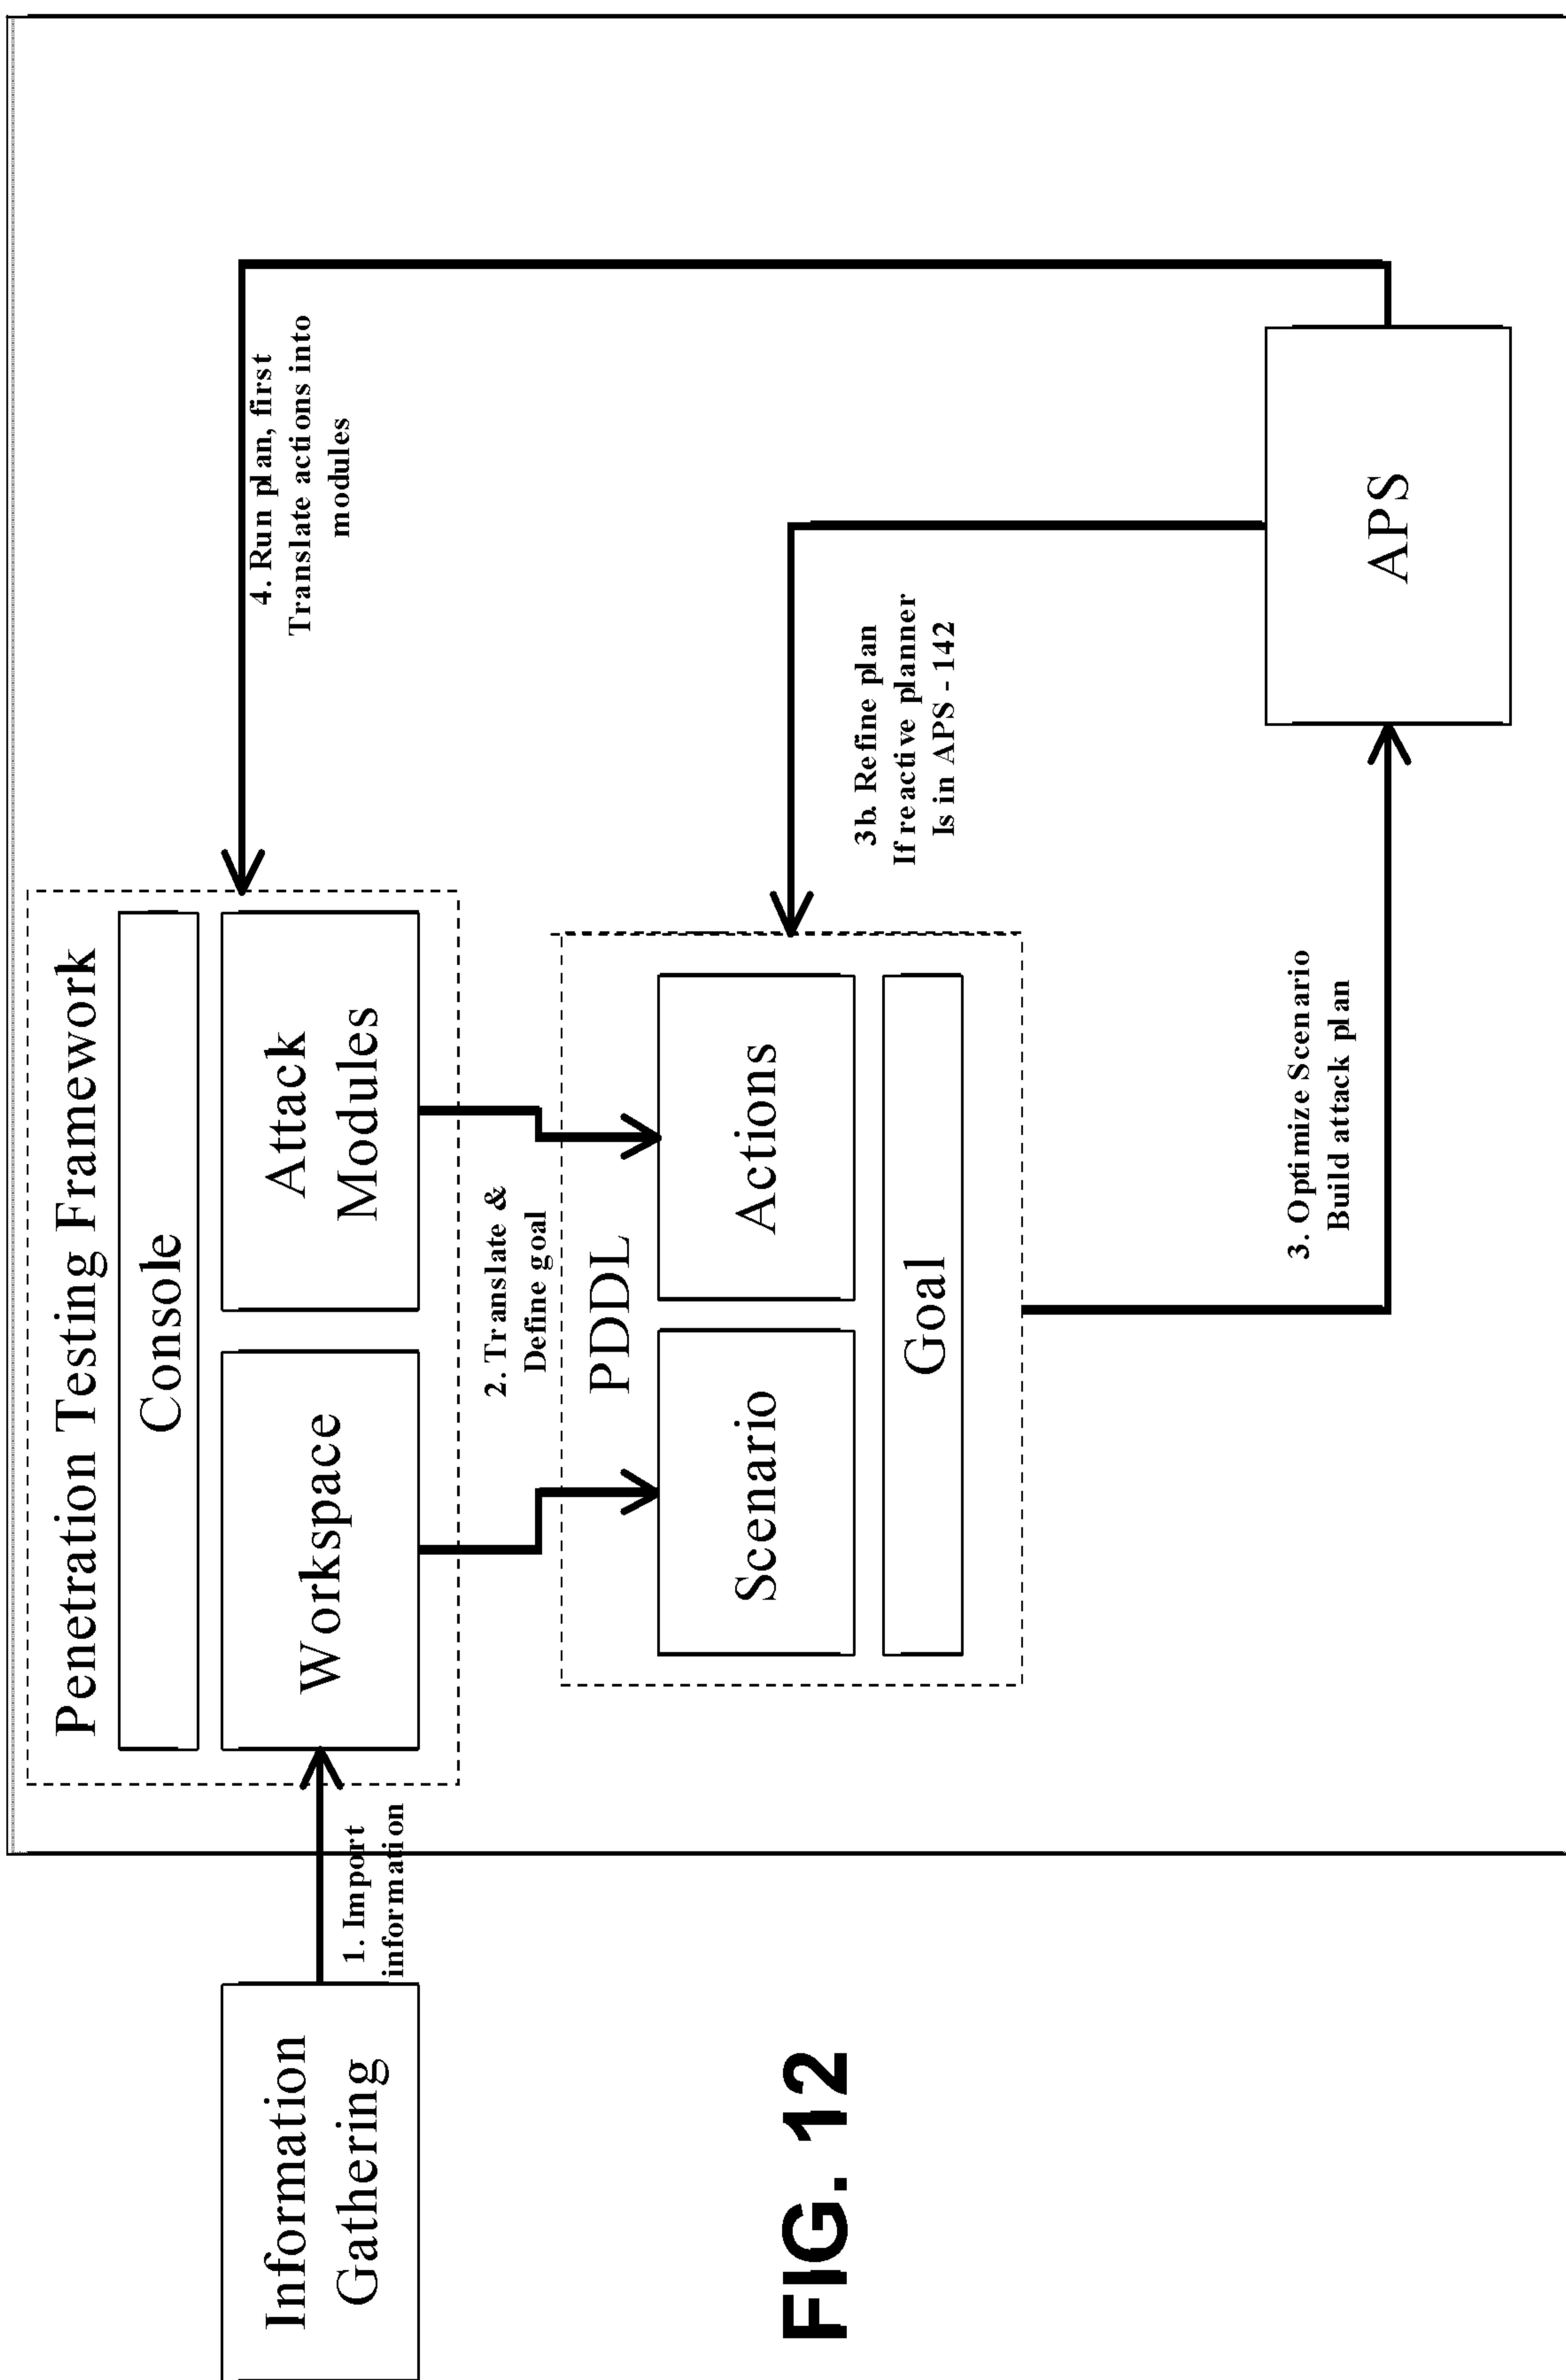 Penetration Testing Framework
Console
Information
Gathering
1. Import
information
Workspace
Attack
Modules
4. Run plan, first
Translate actions into
modules
2. Translate &
Define goal
PDDL
Scenario
Actions
Goal
3b. Refine plan
If reactive planner
Is in APS - 142
3. Optimize Scenario
Build attack plan
APS
FIG. 12